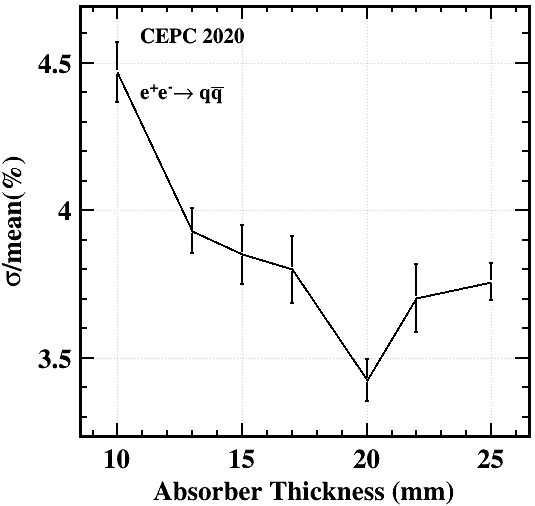 CEPC 2020
e⁺e⁻→ qq̅
4.5
4
3.5
σ/mean(%)
10 15 20 25
Absorber Thickness (mm)